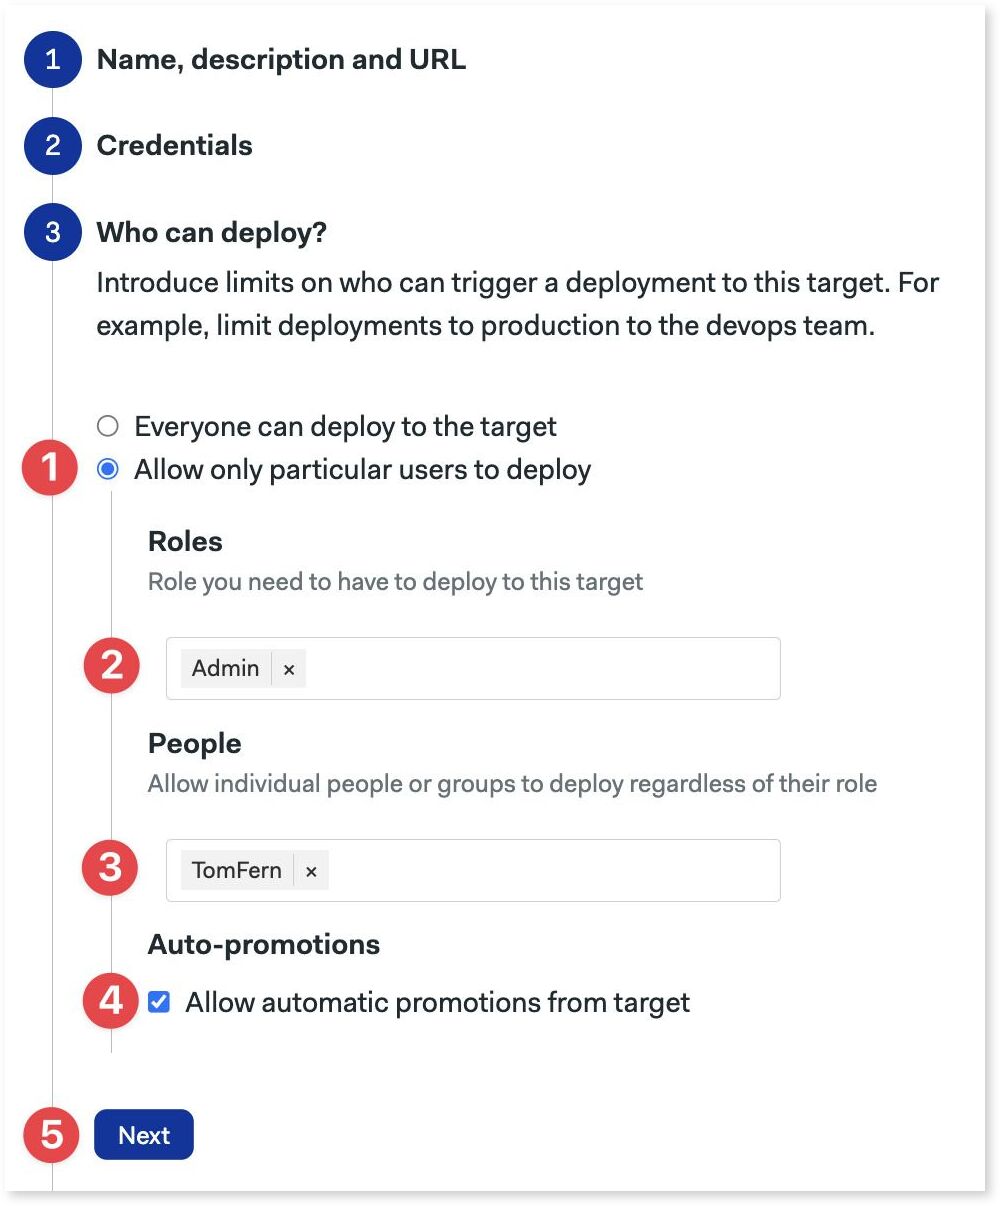 1 Name, description and URL
2 Credentials
3 Who can deploy?
Introduce limits on who can trigger a deployment to this target. For
example, limit deployments to production to the devops team.
Everyone can deploy to the target
1 Allow only particular users to deploy
Roles
Role you need to have to deploy to this target
2 Admin ×
People
Allow individual people or groups to deploy regardless of their role
3 TomFern ×
Auto-promotions
4 Allow automatic promotions from target
5 Next